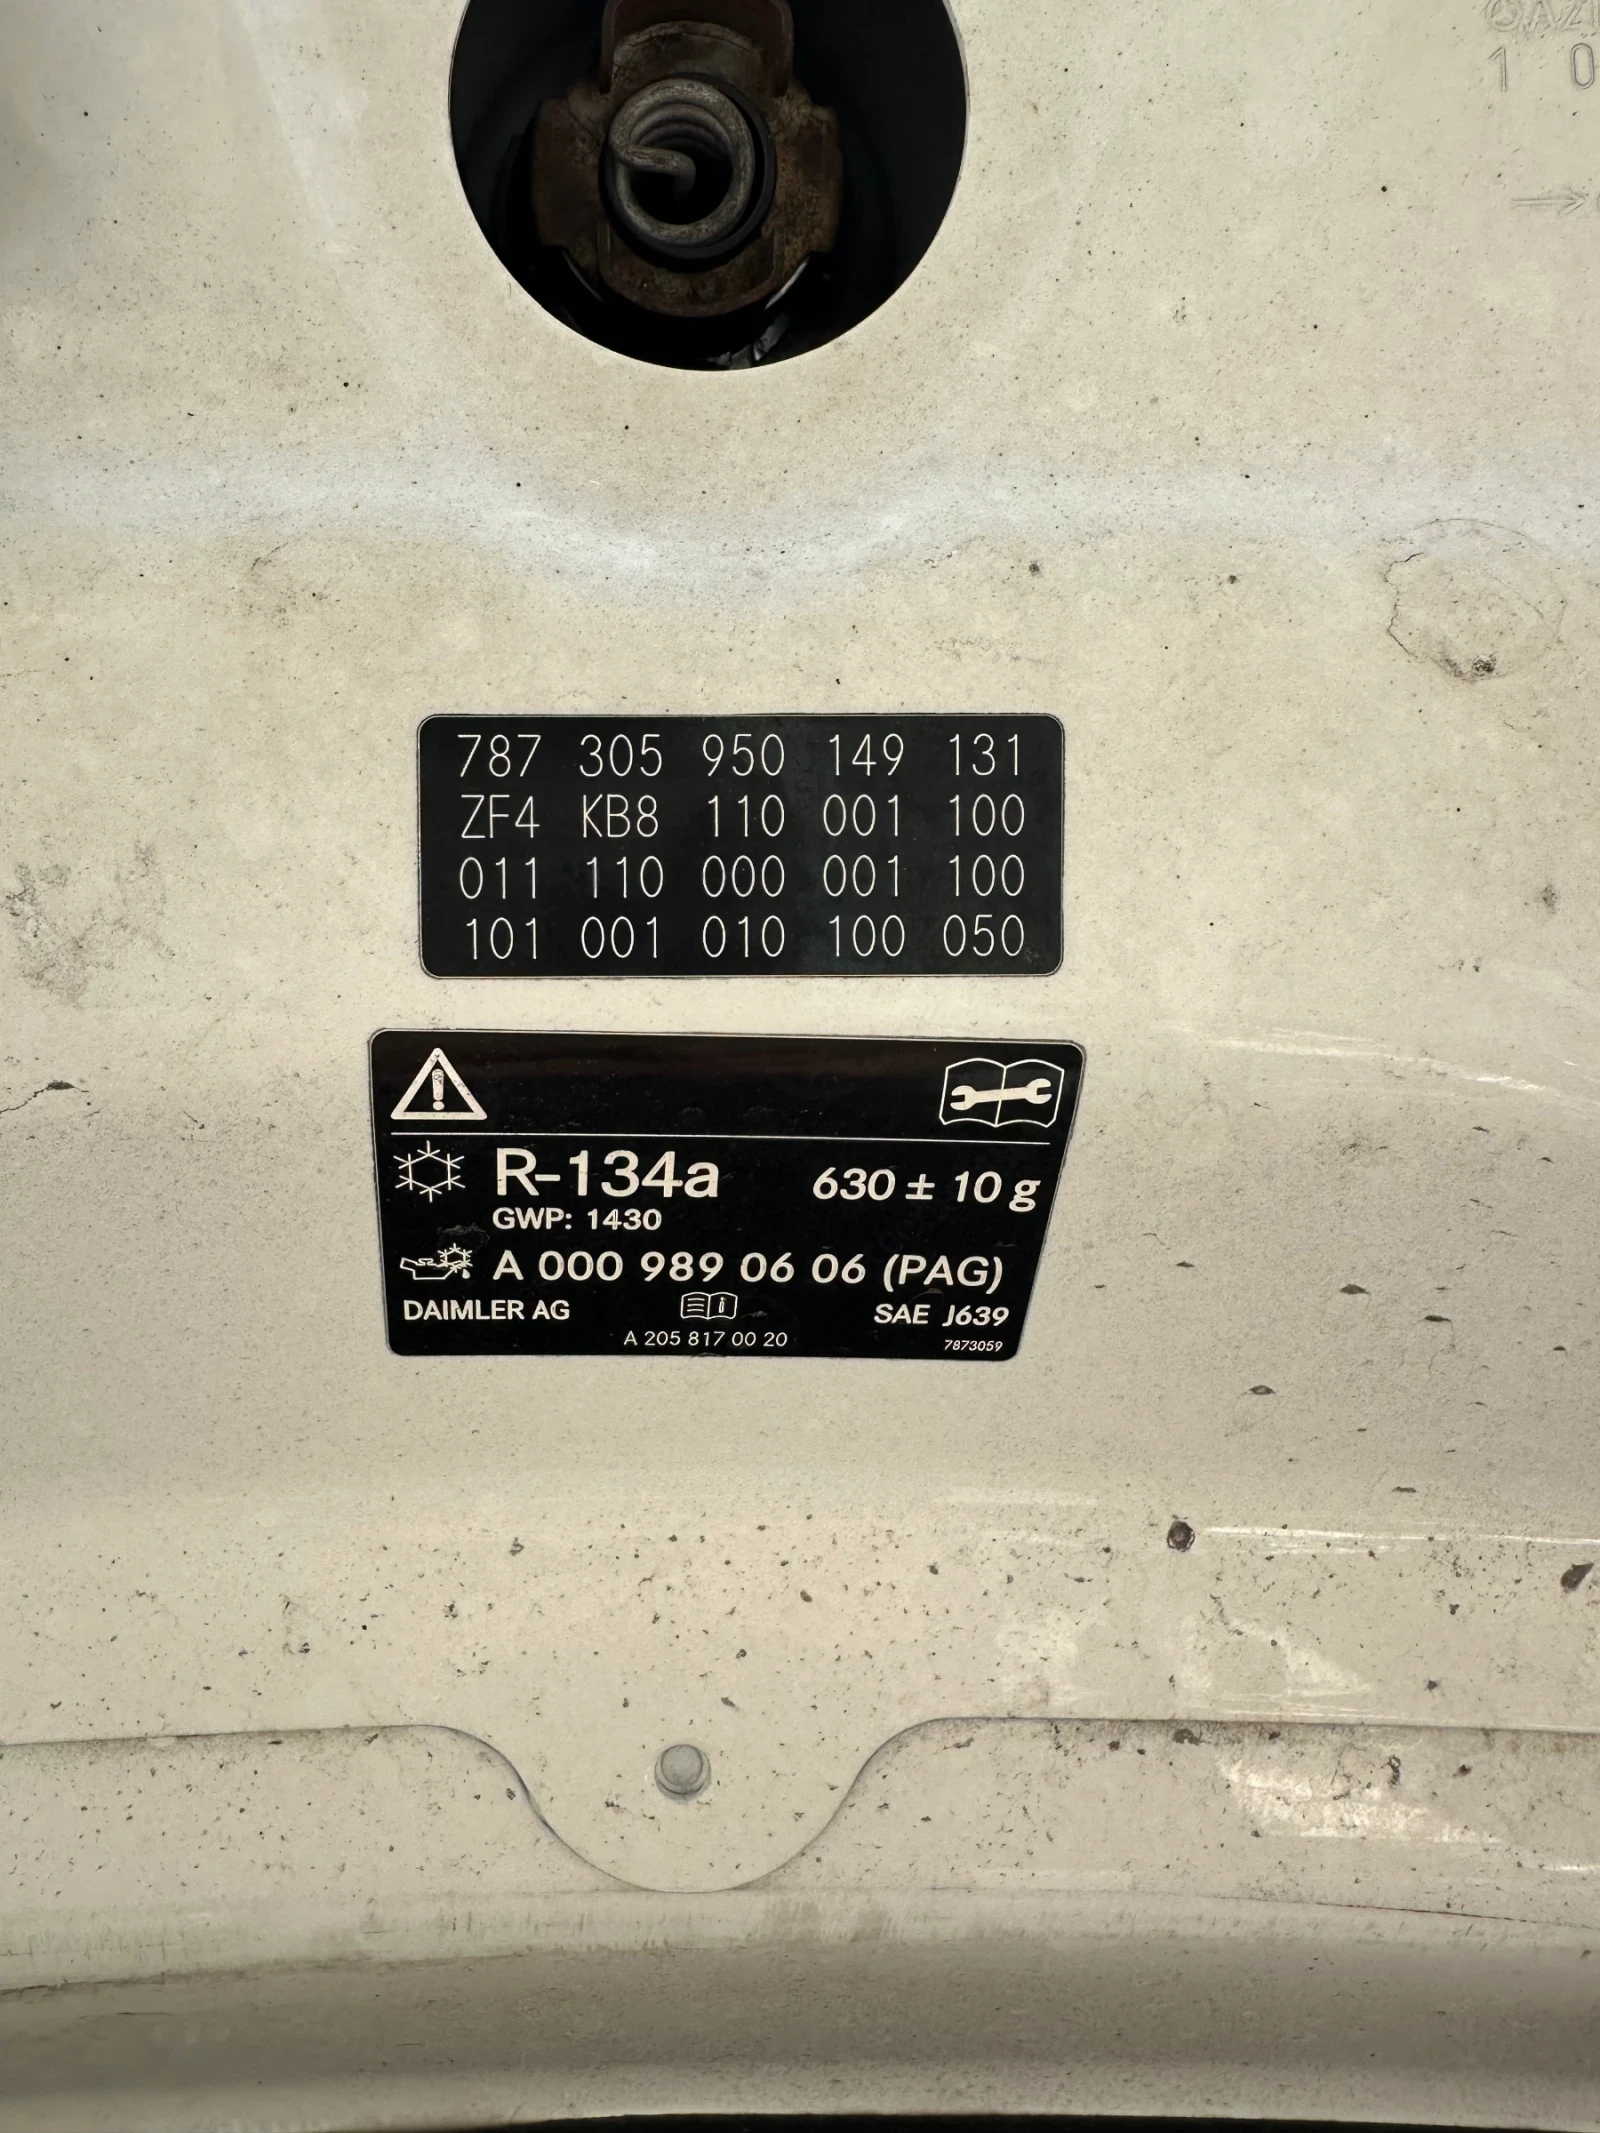 1 0
787 305 950 149 131
ZF4 KB8 110 001 100
011 110 000 001 100
101 001 010 100 050
R-134a 630 ± 10 g
GWP: 1430
A 000 989 06 06 (PAG)
DAIMLER AG SAE J639
A 205 817 00 20 7873059